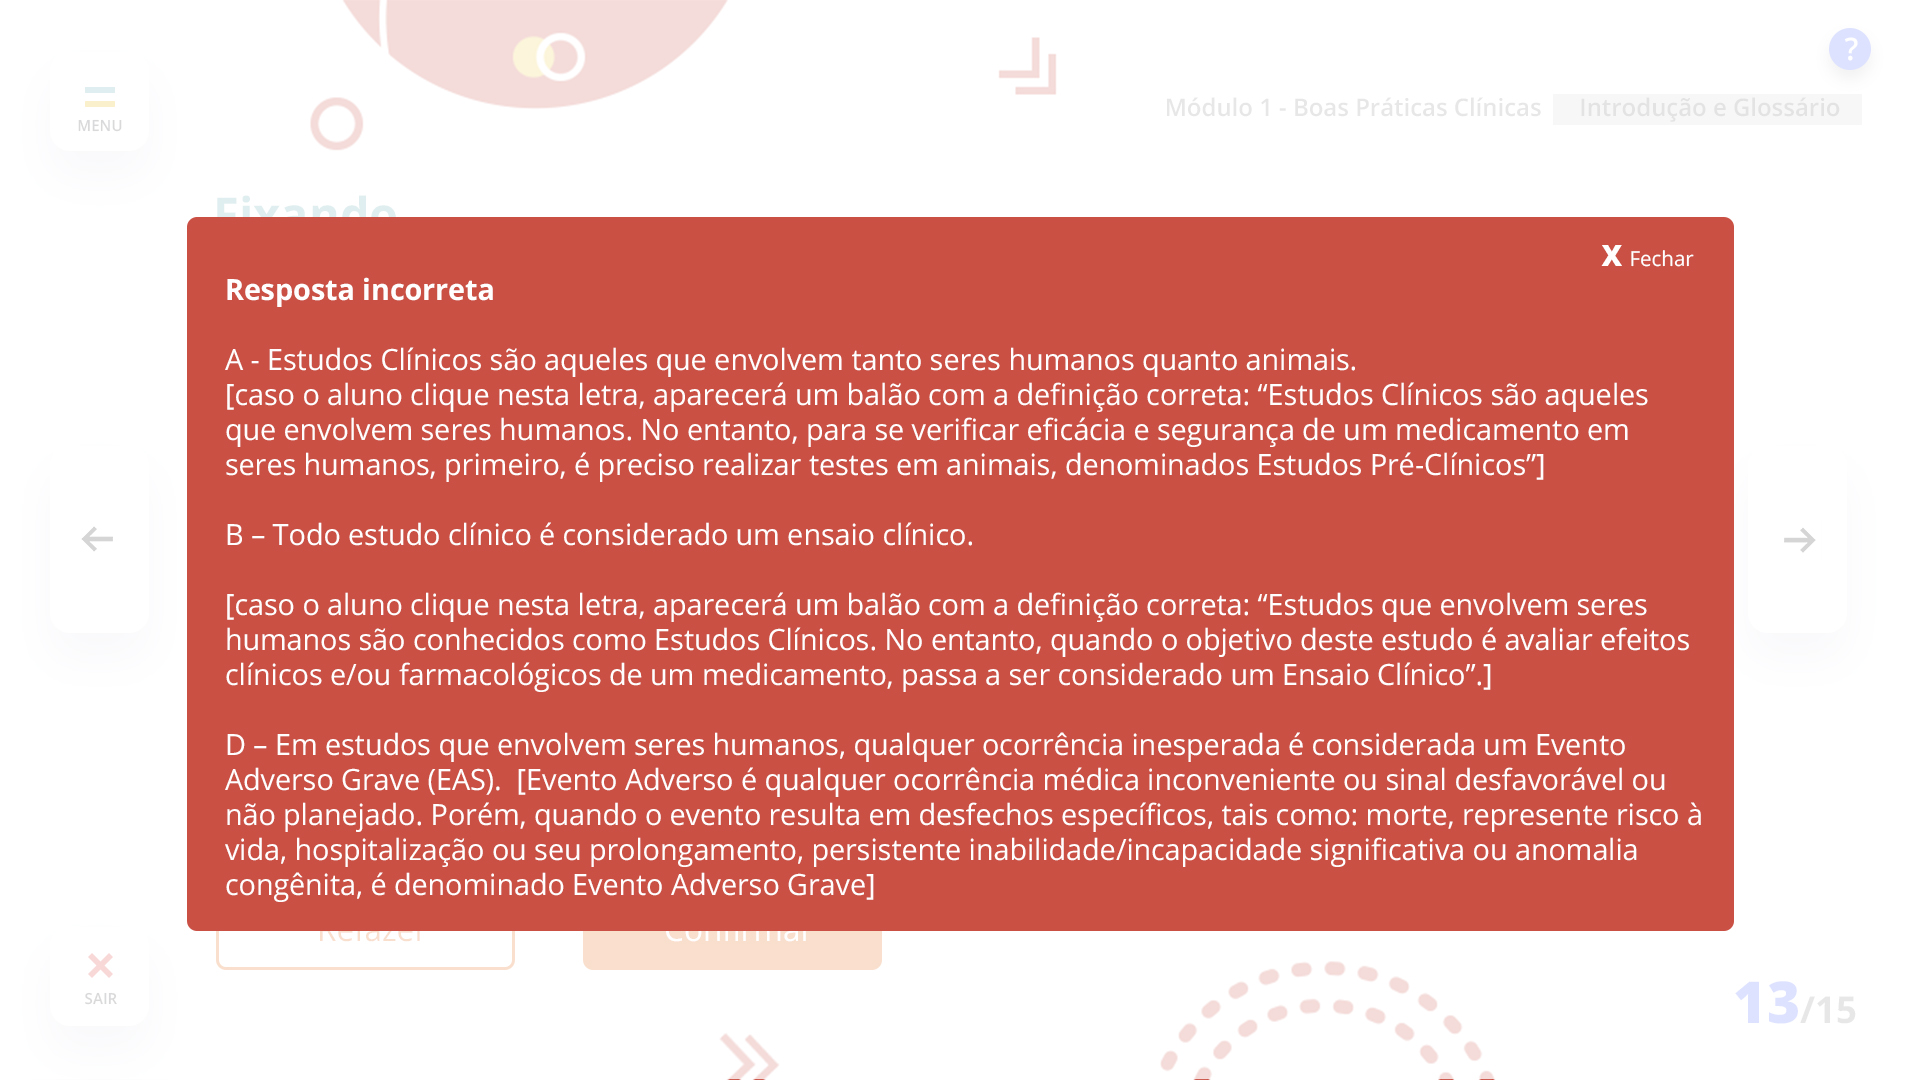 ?
MENU
Módulo 1 - Boas Práticas Clínicas Introdução e Glossário
Fixando
X Fechar
Resposta incorreta
A - Estudos Clínicos são aqueles que envolvem tanto seres humanos quanto animais.
[caso o aluno clique nesta letra, aparecerá um balão com a definição correta: “Estudos Clínicos são aqueles
que envolvem seres humanos. No entanto, para se verificar eficácia e segurança de um medicamento em
seres humanos, primeiro, é preciso realizar testes em animais, denominados Estudos Pré-Clínicos”]
B – Todo estudo clínico é considerado um ensaio clínico.
[caso o aluno clique nesta letra, aparecerá um balão com a definição correta: “Estudos que envolvem seres
humanos são conhecidos como Estudos Clínicos. No entanto, quando o objetivo deste estudo é avaliar efeitos
clínicos e/ou farmacológicos de um medicamento, passa a ser considerado um Ensaio Clínico”.]
D – Em estudos que envolvem seres humanos, qualquer ocorrência inesperada é considerada um Evento
Adverso Grave (EAS). [Evento Adverso é qualquer ocorrência médica inconveniente ou sinal desfavorável ou
não planejado. Porém, quando o evento resulta em desfechos específicos, tais como: morte, represente risco à
vida, hospitalização ou seu prolongamento, persistente inabilidade/incapacidade significativa ou anomalia
congênita, é denominado Evento Adverso Grave]
Refazer
Confirmar
SAIR
13/15